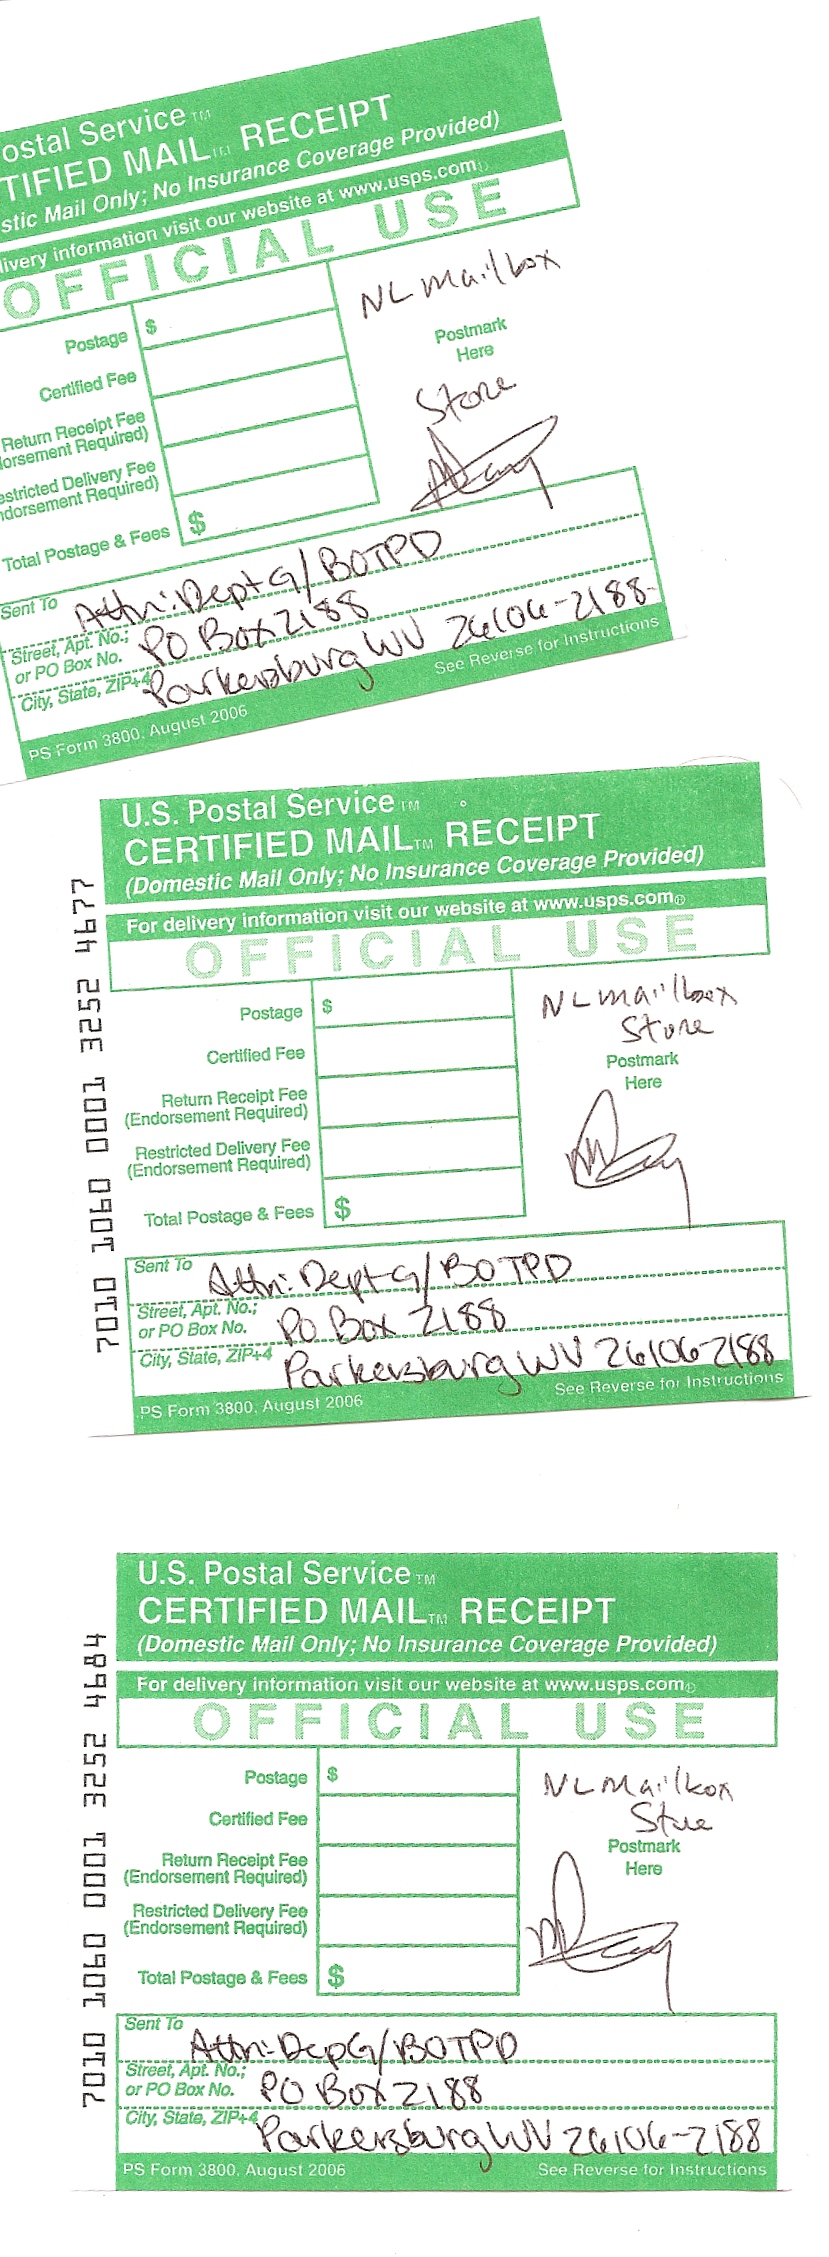 ostal Service TM
TIFIED MAIL TM RECEIPT
stic Mail Only; No Insurance Coverage Provided)
livery information visit our website at www.usps.com®
OFFICIAL USE
Postage $
Certified Fee
Return Receipt Fee
orsement Required)
estricted Delivery Fee
ndorsement Required)
Total Postage & Fees $
NL Mailbox
Postmark
Here
Store
Sent To Attn: Dept G/BOTPD
Street, Apt. No.;
or PO Box No. PO Box 2188
City, State, ZIP+4 Parkersburg WV 26106-2188
PS Form 3800, August 2006 See Reverse for Instructions
U.S. Postal Service TM
CERTIFIED MAIL TM RECEIPT
(Domestic Mail Only; No Insurance Coverage Provided)
For delivery information visit our website at www.usps.com®
OFFICIAL USE
7010 1060 0001 3252 4677
Postage $
Certified Fee
Return Receipt Fee
(Endorsement Required)
Restricted Delivery Fee
(Endorsement Required)
Total Postage & Fees $
NL Mailbox
Store
Postmark
Here
Sent To Attn: Dept G/BOTPD
Street, Apt. No.;
or PO Box No. PO Box 2188
City, State, ZIP+4 Parkersburg WV 26106-2188
PS Form 3800, August 2006 See Reverse for Instructions
U.S. Postal Service TM
CERTIFIED MAIL TM RECEIPT
(Domestic Mail Only; No Insurance Coverage Provided)
For delivery information visit our website at www.usps.com®
OFFICIAL USE
7010 1060 0001 3252 4684
Postage $
Certified Fee
Return Receipt Fee
(Endorsement Required)
Restricted Delivery Fee
(Endorsement Required)
Total Postage & Fees $
NL Mailbox
Store
Postmark
Here
Sent To Attn: Dep G/BOTPD
Street, Apt. No.;
or PO Box No. PO Box 2188
City, State, ZIP+4 Parkersburg WV 26106-2188
PS Form 3800, August 2006 See Reverse for Instructions